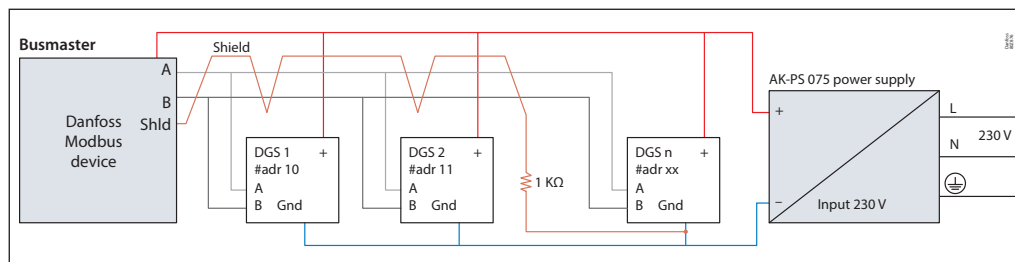 Busmaster
Shield
A
B
Shld
Danfoss
Modbus
device
DGS 1 +
#adr 10
A
B Gnd
DGS 2 +
#adr 11
A
B Gnd
1 KΩ
DGS n +
#adr xx
A
B Gnd
AK-PS 075 power supply
+
−
Input 230 V
L
N
230 V
Danfoss